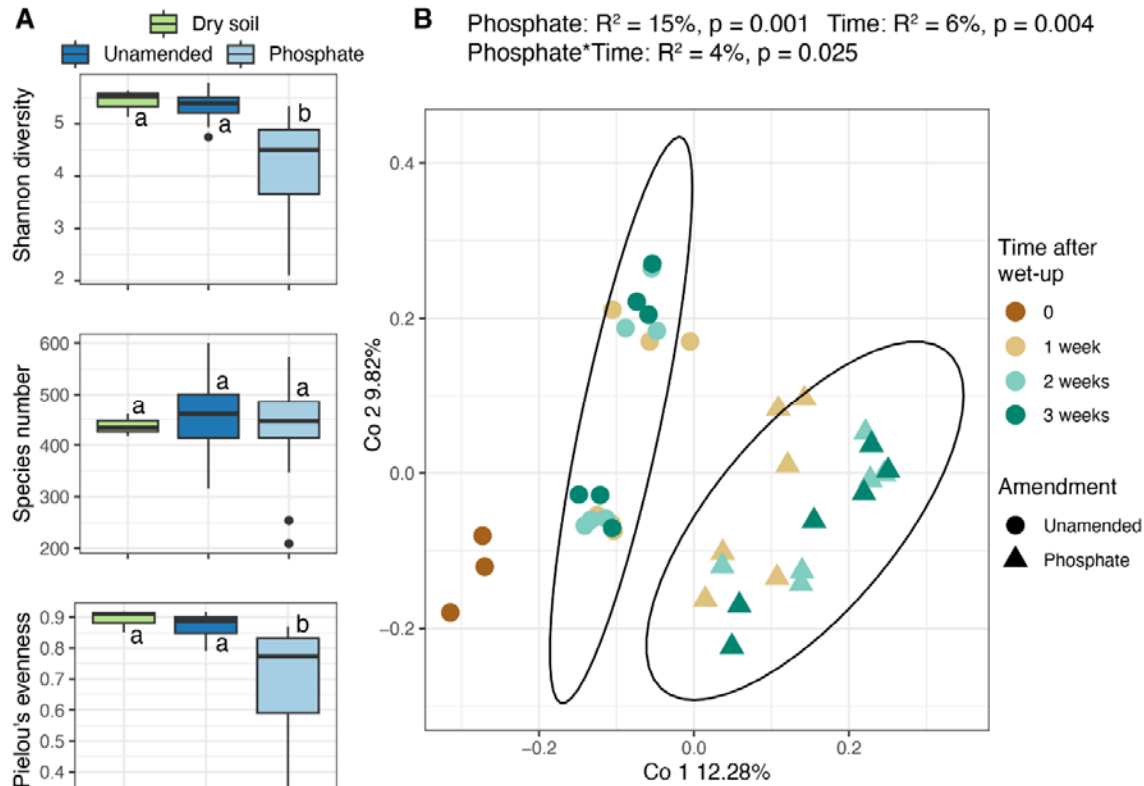 A
Dry soil
Unamended Phosphate
Shannon diversity
5
4
3
2
a
a
b
Species number
600
500
400
300
200
a
a
a
Pielou's evenness
0.9
0.8
0.7
0.6
0.5
0.4
a
a
b
B
Phosphate: R² = 15%, p = 0.001 Time: R² = 6%, p = 0.004
Phosphate*Time: R² = 4%, p = 0.025
Co 2 9.82%
0.4
0.2
0.0
−0.2
−0.2 0.0 0.2
Co 1 12.28%
Time after
wet-up
0
1 week
2 weeks
3 weeks
Amendment
Unamended
Phosphate